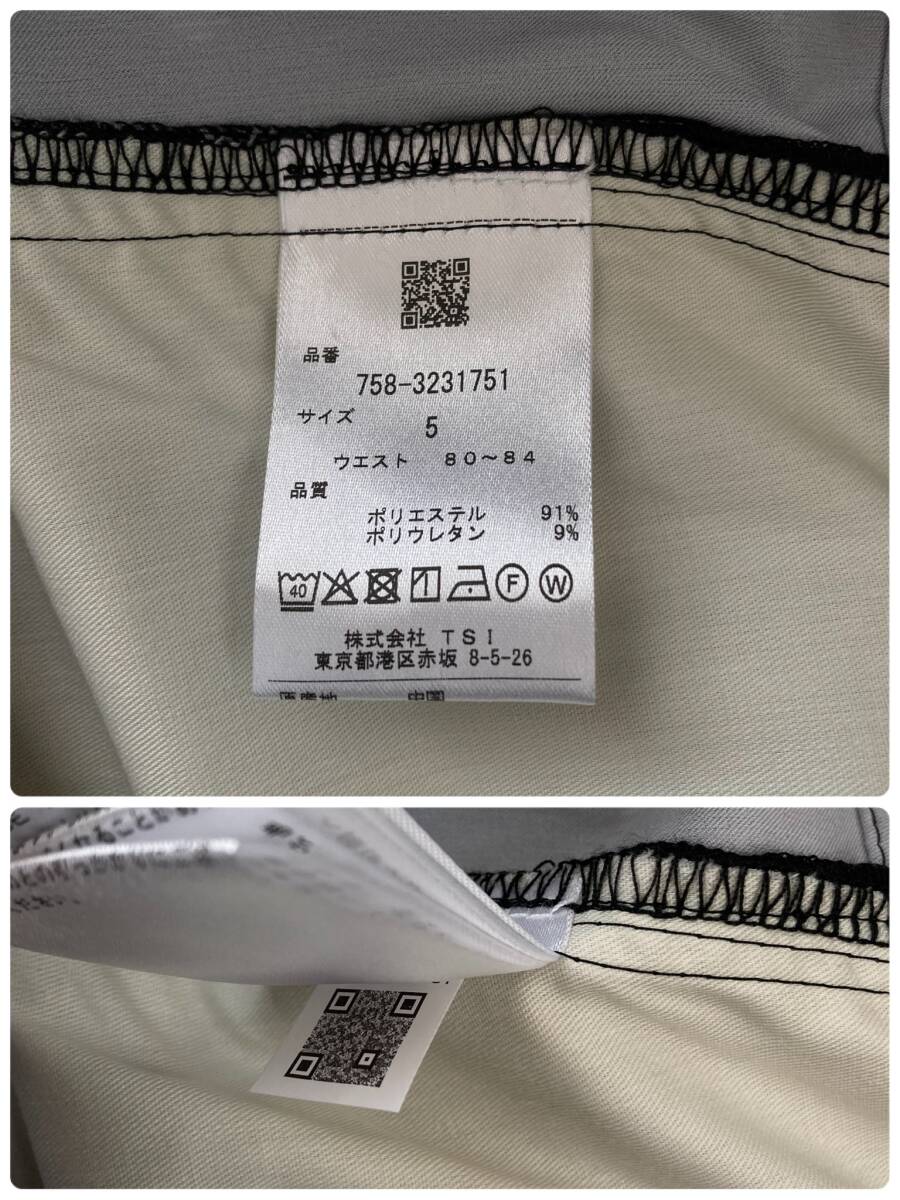 品番
758-3231751
サイズ
5
ウエスト 80～84
品質
ポリエステル 91%
ポリウレタン 9%
40
F W
株式会社 TSI
東京都港区赤坂 8-5-26